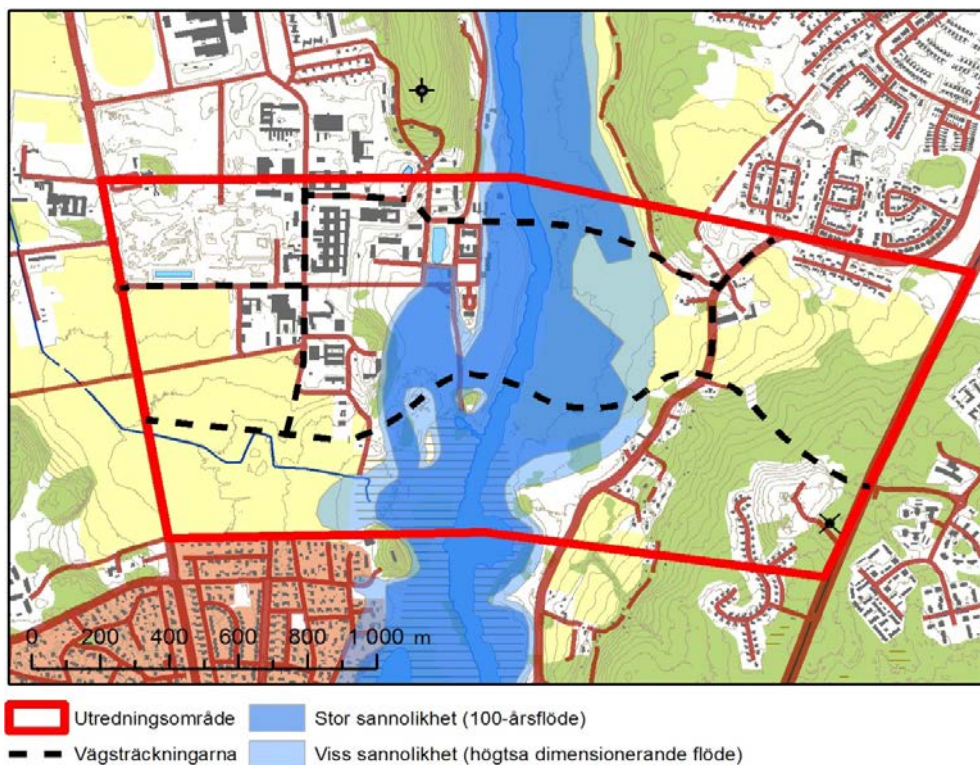 0 200 400 600 800 1 000 m
Utredningsområde Stor sannolikhet (100-årsflöde)
Vägsträckningarna Viss sannolikhet (högtsa dimensionerande flöde)